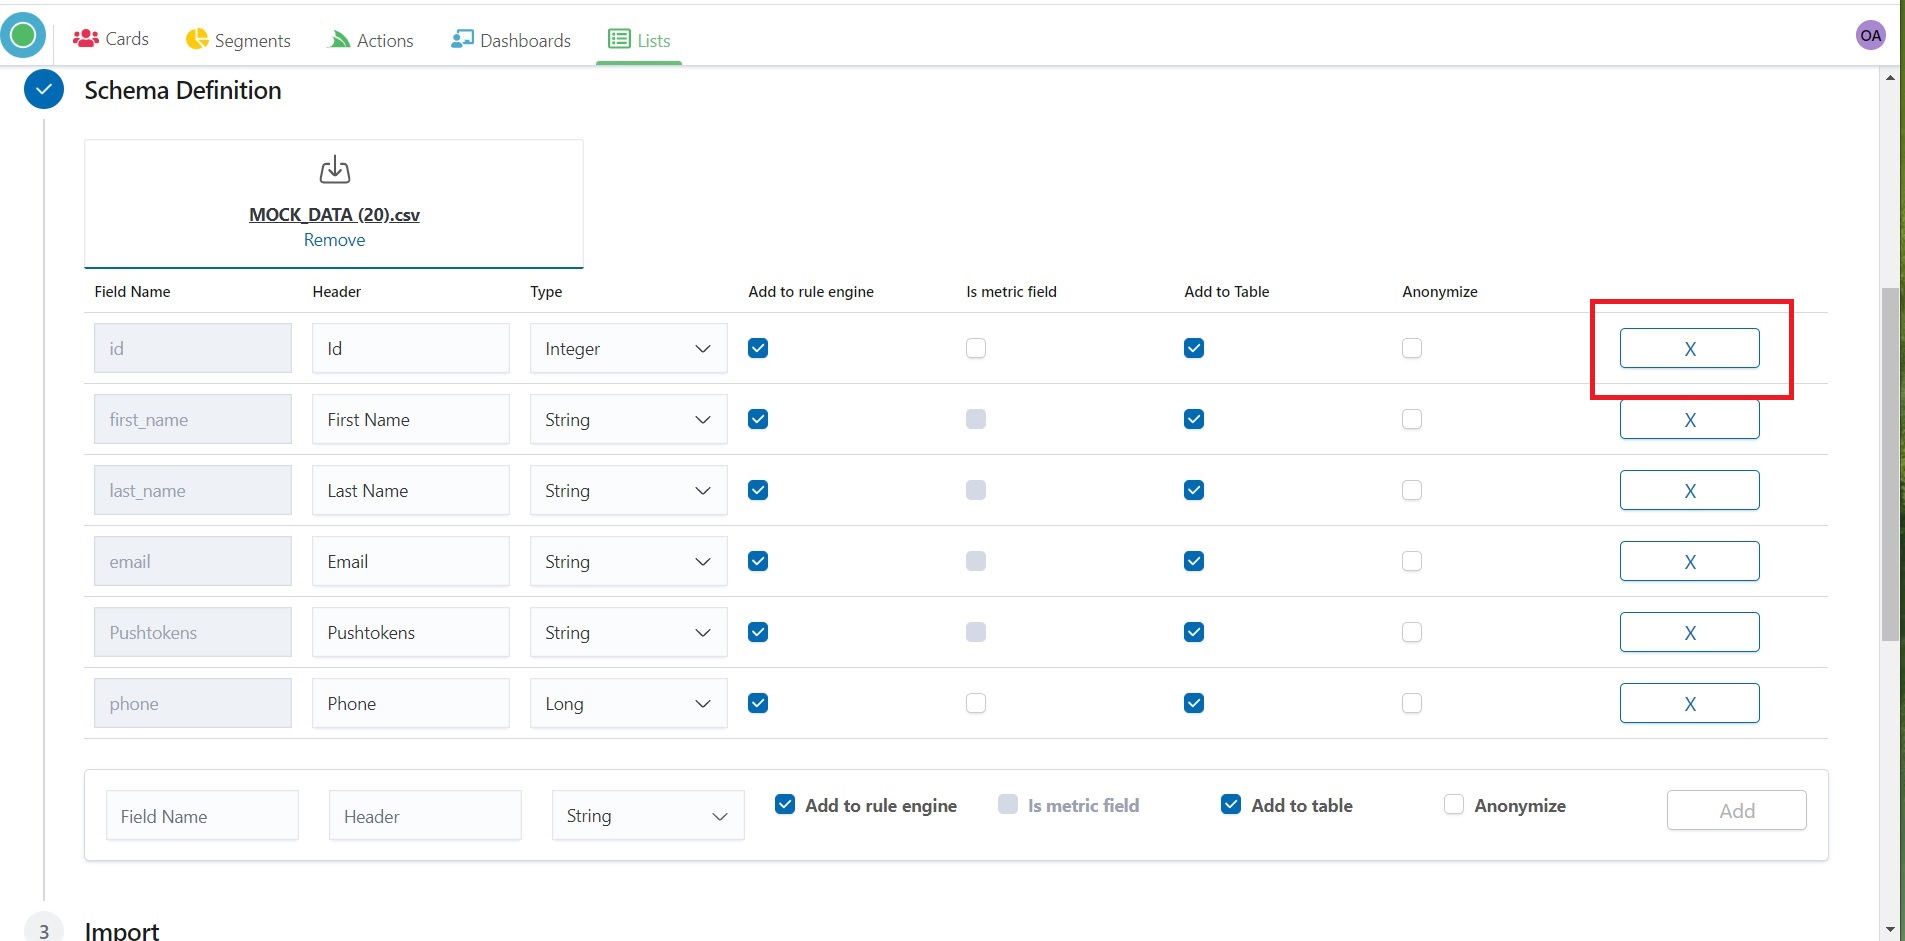 Cards Segments Actions Dashboards Lists OA
Schema Definition
MOCK_DATA (20).csv
Remove
Field Name Header Type Add to rule engine Is metric field Add to Table Anonymize
id Id Integer X
first_name First Name String X
last_name Last Name String X
email Email String X
Pushtokens Pushtokens String X
phone Phone Long X
Field Name Header String Add to rule engine Is metric field Add to table Anonymize Add
3 Import